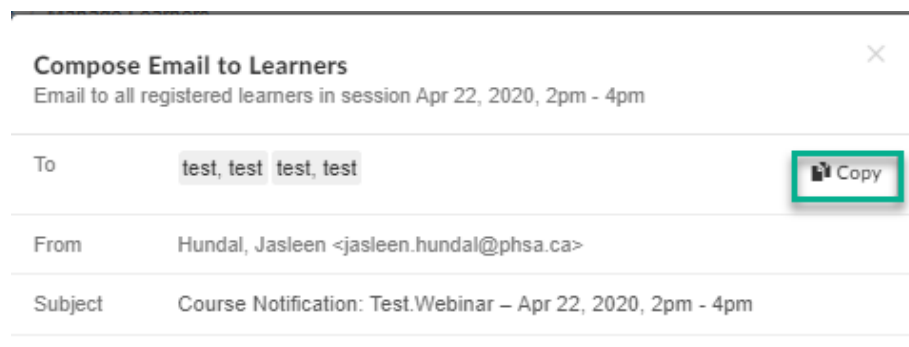 Compose Email to Learners
Email to all registered learners in session Apr 22, 2020, 2pm - 4pm
To test, test test, test Copy
From Hundal, Jasleen <jasleen.hundal@phsa.ca>
Subject Course Notification: Test.Webinar – Apr 22, 2020, 2pm - 4pm